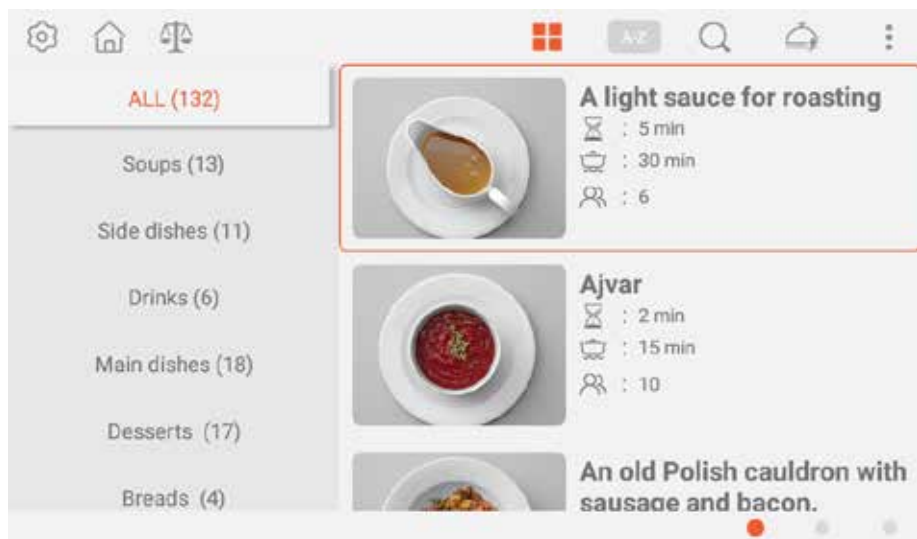 A-Z
ALL (132)
Soups (13)
Side dishes (11)
Drinks (6)
Main dishes (18)
Desserts (17)
Breads (4)
A light sauce for roasting
: 5 min
: 30 min
: 6
Ajvar
: 2 min
: 15 min
: 10
An old Polish cauldron with
sausage and bacon.